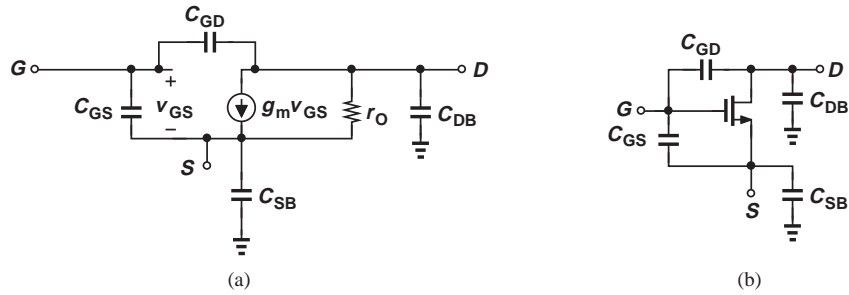 C_GD
G
+
C_GS
v_GS
−
g_m v_GS
r_O
D
C_DB
S
C_SB
(a)
C_GD
D
G
C_DB
C_GS
S
C_SB
(b)